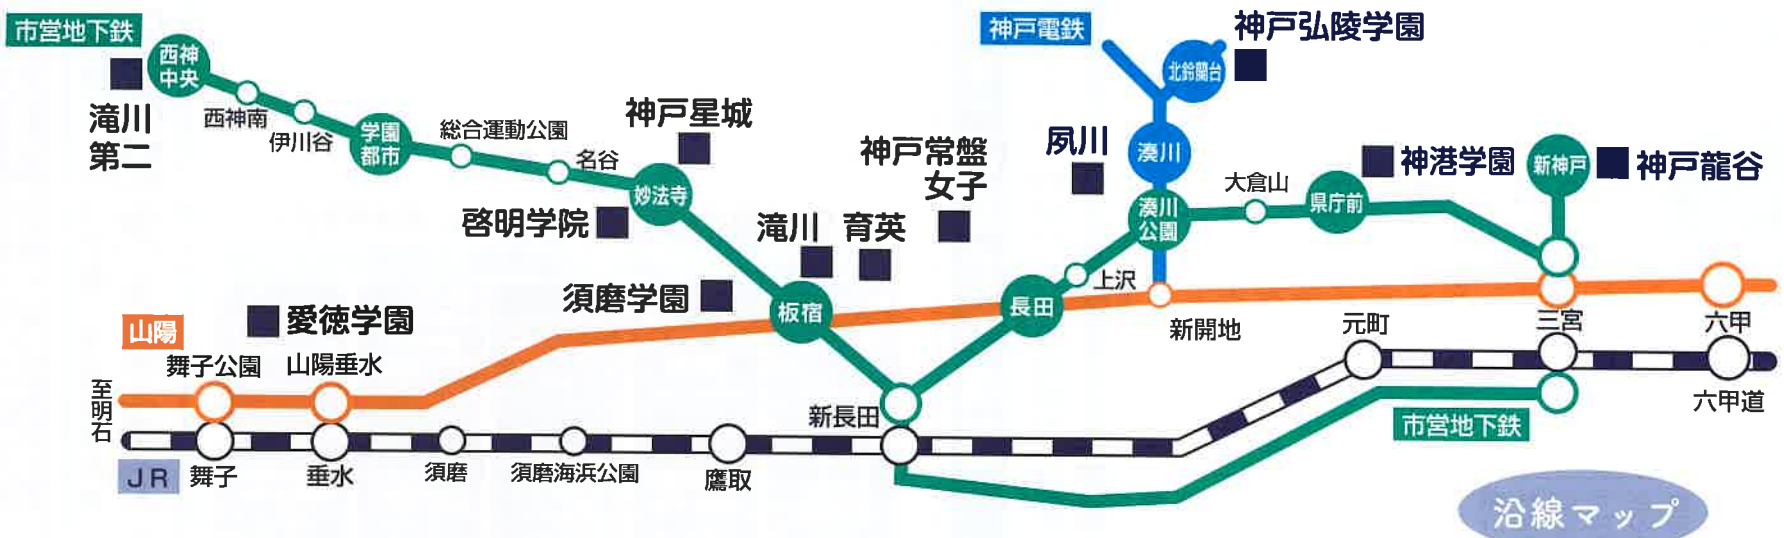 市営地下鉄
西神
中央
滝川
第二
西神南
伊川谷
学園
都市
総合運動公園
名谷
神戸星城
妙法寺
啓明学院
須磨学園
滝川
育英
神戸常盤
女子
板宿
長田
上沢
神戸電鉄
北鈴蘭台
神戸弘陵学園
夙川
湊川
湊川
公園
大倉山
県庁前
神港学園
新神戸
神戸龍谷
山陽
愛徳学園
舞子公園
山陽垂水
新開地
元町
三宮
六甲
至明石
JR
舞子
垂水
須磨
須磨海浜公園
鷹取
新長田
市営地下鉄
六甲道
沿線マップ